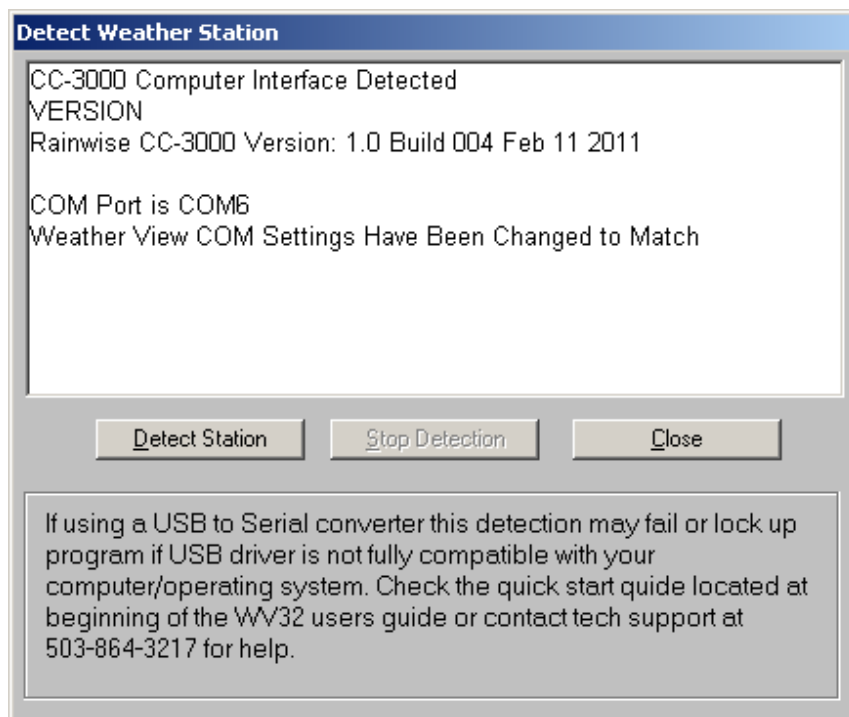 Detect Weather Station
CC-3000 Computer Interface Detected
VERSION
Rainwise CC-3000 Version: 1.0 Build 004 Feb 11 2011
COM Port is COM6
Weather View COM Settings Have Been Changed to Match
Detect Station
Stop Detection
Close
If using a USB to Serial converter this detection may fail or lock up
program if USB driver is not fully compatible with your
computer/operating system. Check the quick start quide located at
beginning of the WV32 users guide or contact tech support at
503-864-3217 for help.